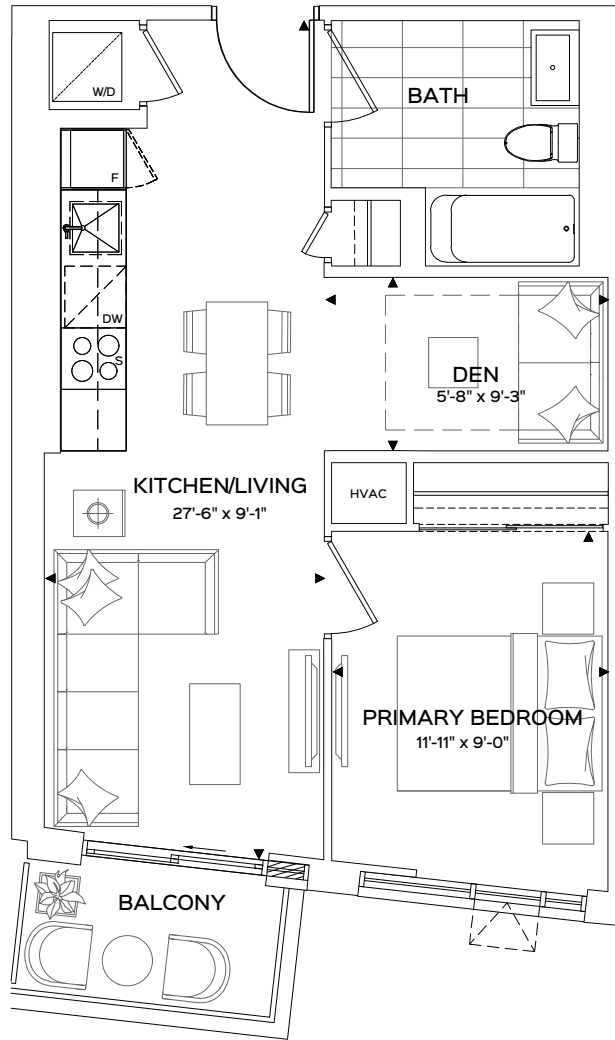 W/D
BATH
F
DW
S
DEN
5'-8" x 9'-3"
KITCHEN/LIVING
27'-6" x 9'-1"
HVAC
PRIMARY BEDROOM
11'-11" x 9'-0"
BALCONY